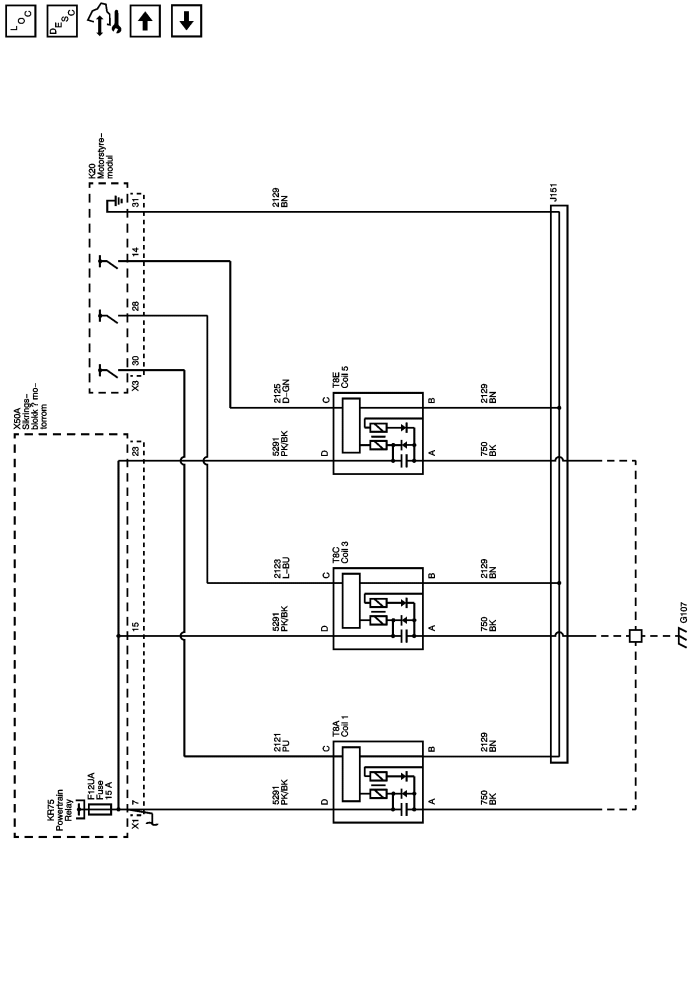 LOC
DESC
K20
Motorstyre–
modul
X50A
Sikrings–
blokk ? mo–
torrom
KR75
Powertrain
Relay
F12UA
Fuse
15 A
X1
7
15
23
X3
30
28
14
31
2129
BN
J151
2125
D–GN
C
T8E
Coil 5
B
2129
BN
5291
PK/BK
D
A
750
BK
2123
L–BU
C
T8C
Coil 3
B
2129
BN
5291
PK/BK
D
A
750
BK
2121
PU
C
T8A
Coil 1
B
2129
BN
5291
PK/BK
D
A
750
BK
G107